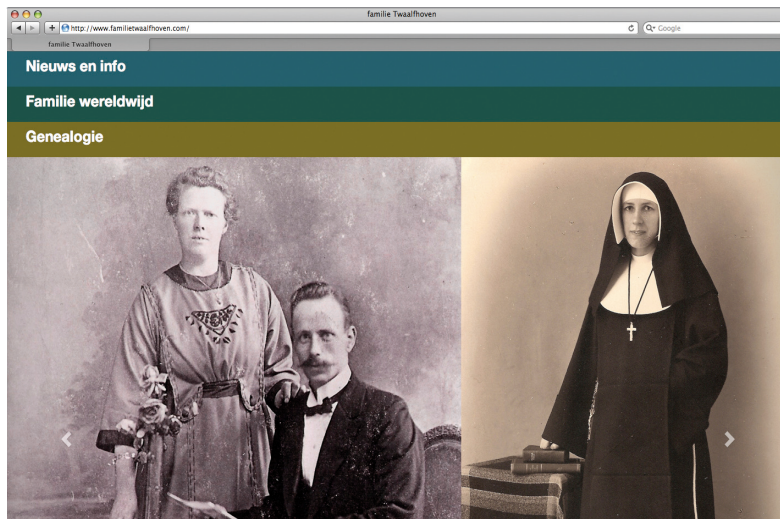 familie Twaalfhoven
http://www.familietwaalfhoven.com/
Google
familie Twaalfhoven
Nieuws en info
Familie wereldwijd
Genealogie